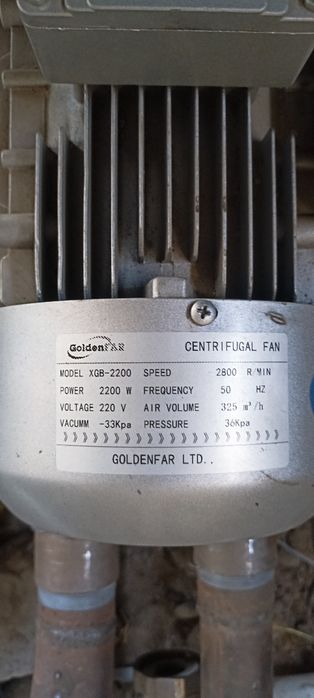 GoldenFAR CENTRIFUGAL FAN
MODEL XGB-2200 SPEED 2800 R/MIN
POWER 2200 W FREQUENCY 50 HZ
VOLTAGE 220 V AIR VOLUME 325 m³/h
VACUMM -33Kpa PRESSURE 36Kpa
GOLDENFAR LTD..